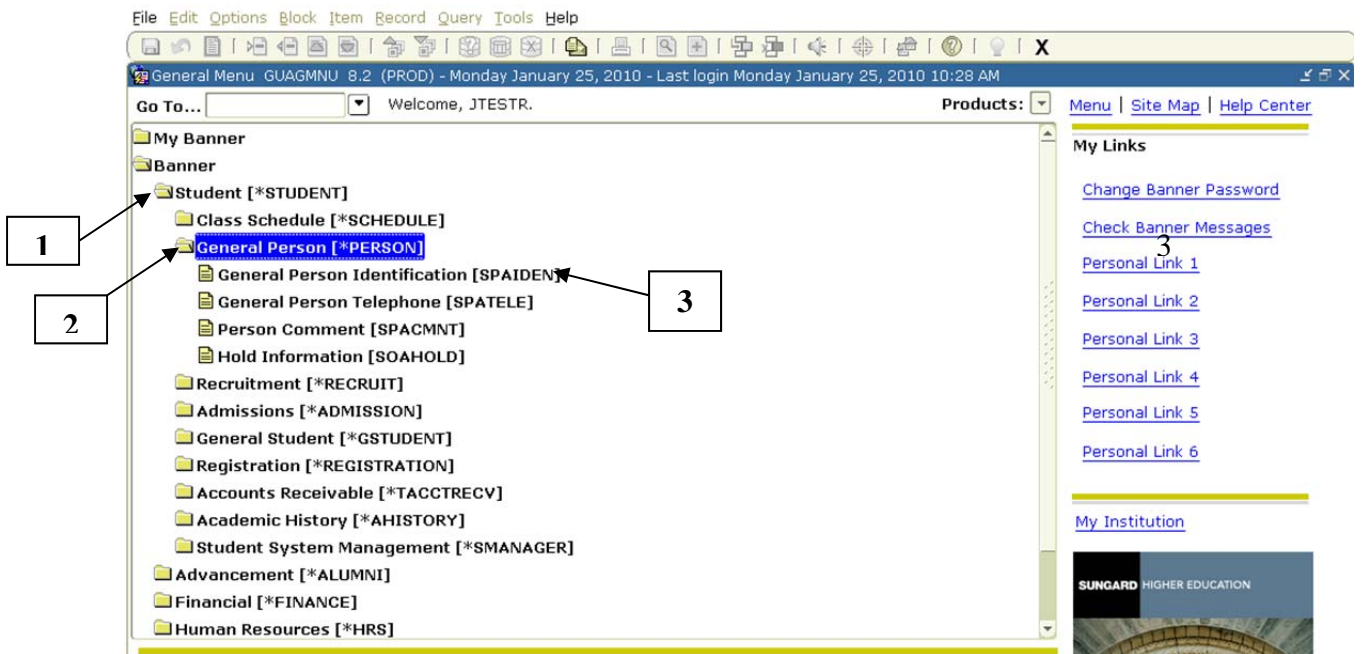 File Edit Options Block Item Record Query Tools Help
X
General Menu GUAGMNU 8.2 (PROD) - Monday January 25, 2010 - Last login Monday January 25, 2010 10:28 AM
Go To... Welcome, JTESTR. Products: Menu | Site Map | Help Center
My Banner
Banner
Student [*STUDENT]
Class Schedule [*SCHEDULE]
General Person [*PERSON]
General Person Identification [SPAIDEN]
General Person Telephone [SPATELE]
Person Comment [SPACMNT]
Hold Information [SOAHOLD]
Recruitment [*RECRUIT]
Admissions [*ADMISSION]
General Student [*GSTUDENT]
Registration [*REGISTRATION]
Accounts Receivable [*TACCTRECV]
Academic History [*AHISTORY]
Student System Management [*SMANAGER]
Advancement [*ALUMNI]
Financial [*FINANCE]
Human Resources [*HRS]
1
2
3
My Links
Change Banner Password
Check Banner Messages
3
Personal Link 1
Personal Link 2
Personal Link 3
Personal Link 4
Personal Link 5
Personal Link 6
My Institution
SUNGARD HIGHER EDUCATION